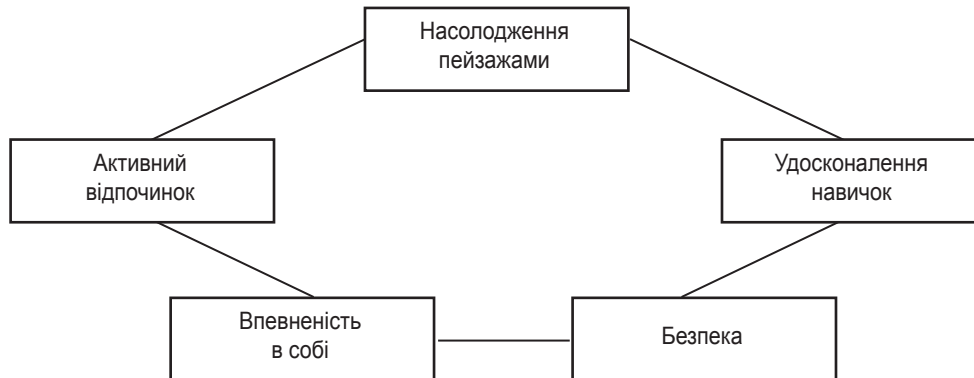 Насолодження
пейзажами
Активний
відпочинок
Удосконалення
навичок
Впевненість
в собі
Безпека